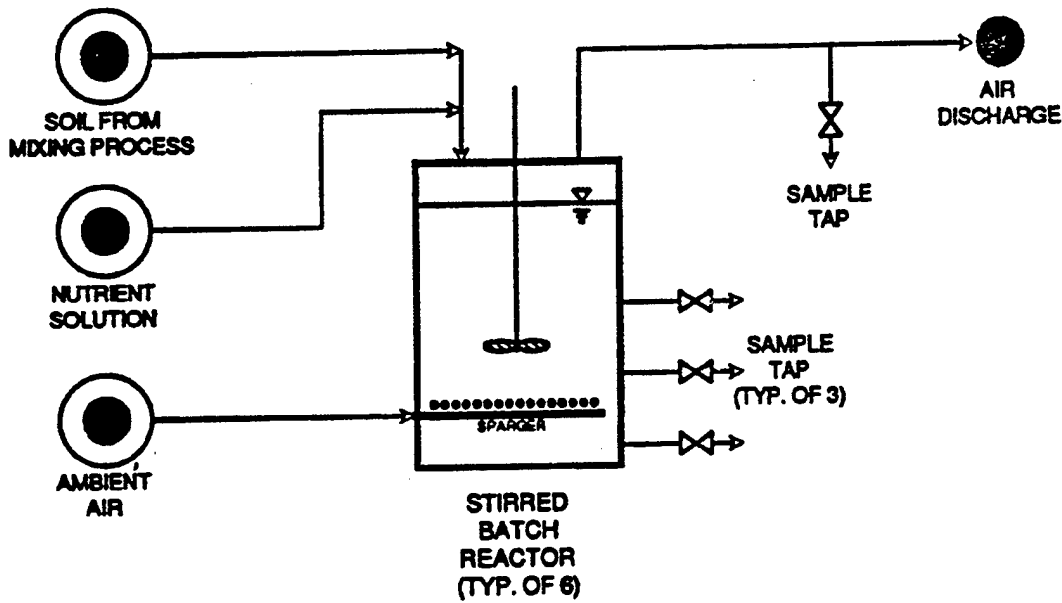 SOIL FROM
MIXING PROCESS
NUTRIENT
SOLUTION
AMBIENT
AIR
SPARGER
STIRRED
BATCH
REACTOR
(TYP. OF 6)
AIR
DISCHARGE
SAMPLE
TAP
SAMPLE
TAP
(TYP. OF 3)